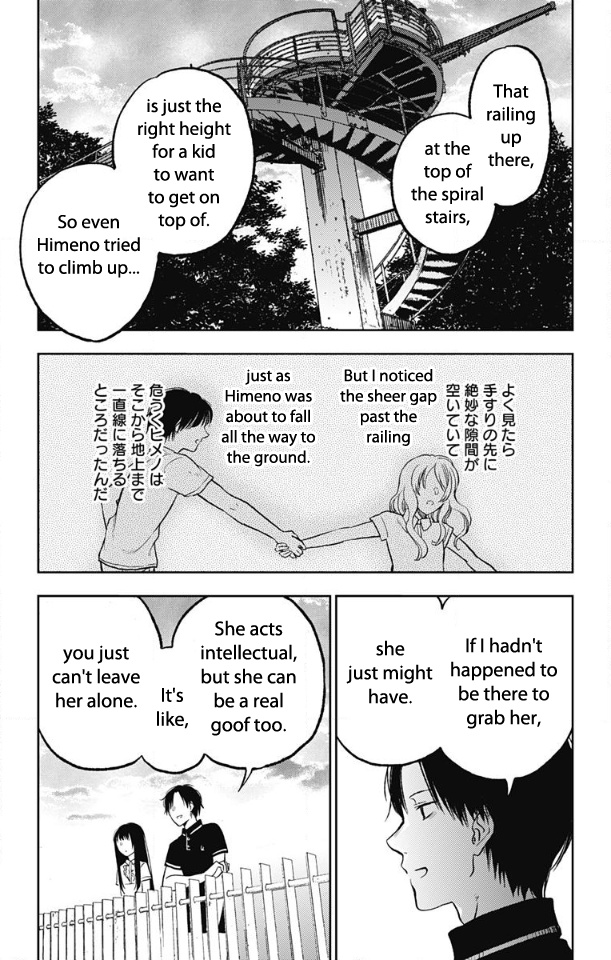 That
railing
up
there,
at the
top of
the spiral
stairs,
is just the
right height
for a kid
to want
to get on
top of.
So even
Himeno tried
to climb up...
よく見たら
手すりの先に
絶妙な隙間が
空いていて
But I noticed
the sheer gap
past the
railing
just as
Himeno was
about to fall
all the way to
the ground.
危うくヒメノは
そこから地上まで
一直線に落ちる
ところだったんだ
If I hadn't
happened to
be there to
grab her,
she
just might
have.
She acts
intellectual,
but she can
be a real
goof too.
It's
like,
you just
can't leave
her alone.